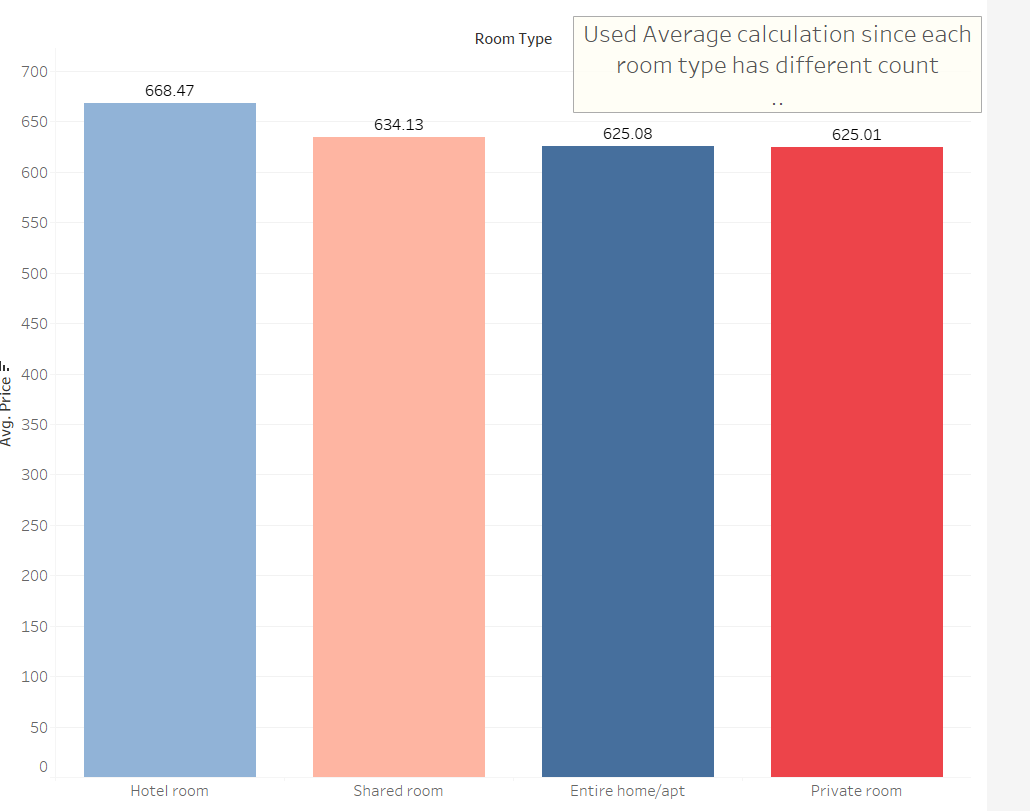 Room Type
Used Average calculation since each
room type has different count
..
700
650
600
550
500
450
400
350
300
250
200
150
100
50
0
Avg. Price
668.47
634.13
625.08
625.01
Hotel room
Shared room
Entire home/apt
Private room